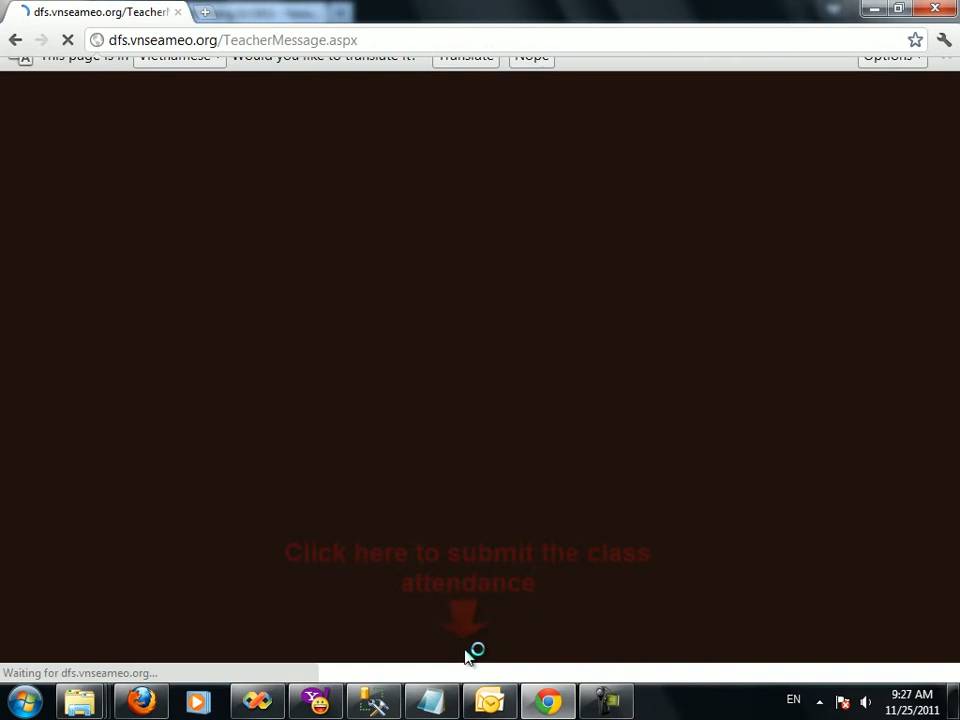 dfs.vnseameo.org/Teacher
dfs.vnseameo.org/TeacherMessage.aspx
This page is in Vietnamese Would you like to translate it? Translate Nope Options
Click here to submit the class
attendance
Waiting for dfs.vnseameo.org...
EN
9:27 AM
11/25/2011